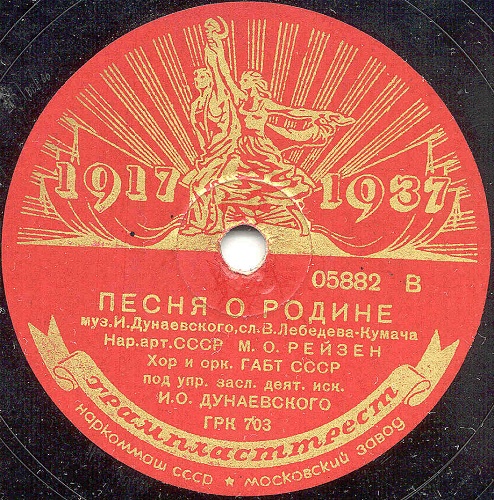 1917 1937
05882 В
ПЕСНЯ О РОДИНЕ
муз.И.Дунаевского,сл.В.Лебедева-Кумача
Нар.арт.СССР М.О.РЕЙЗЕН
Хор и орк. ГАБТ СССР
под упр. засл. деят. иск.
И.О. ДУНАЕВСКОГО
ГРК 703
Грампласттрест
наркоммаш ссср ★ московский завод